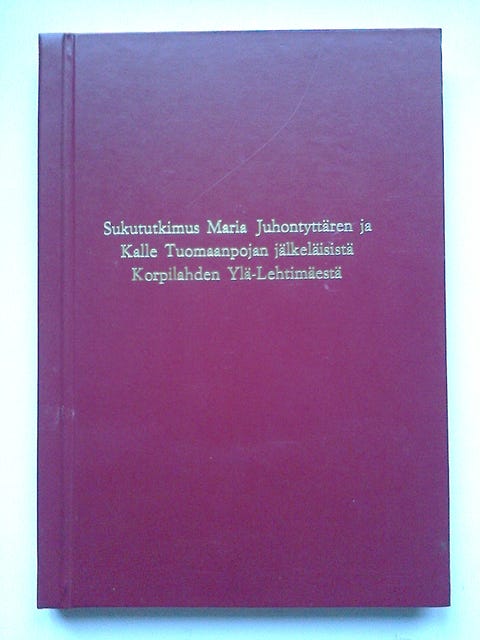 Sukututkimus Maria Juhontyttären ja
Kalle Tuomaanpojan jälkeläisistä
Korpilahden Ylä-Lehtimäestä